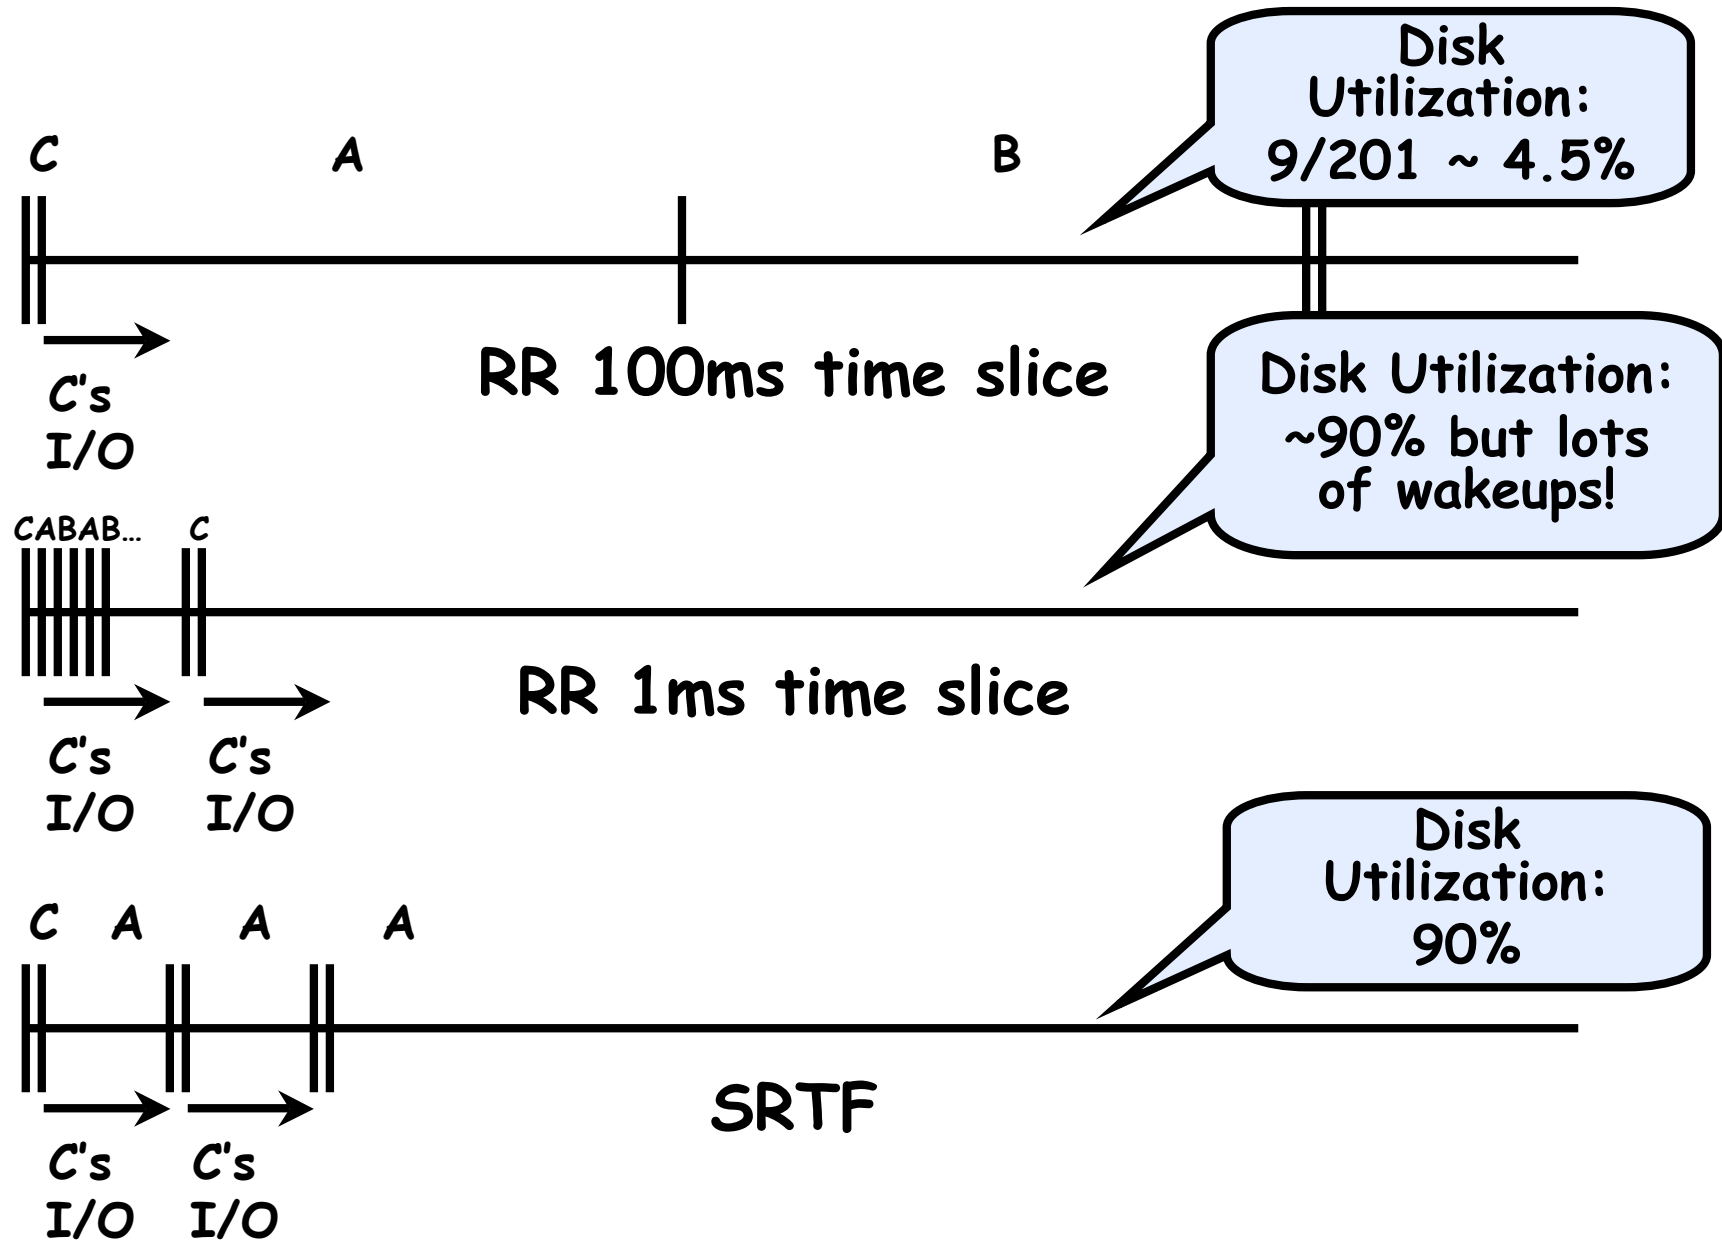 Disk
Utilization:
9/201 ~ 4.5%
C A B
RR 100ms time slice
C's
I/O
Disk Utilization:
~90% but lots
of wakeups!
CABAB... C
RR 1ms time slice
C's C's
I/O I/O
Disk
Utilization:
90%
C A A A
SRTF
C's C's
I/O I/O